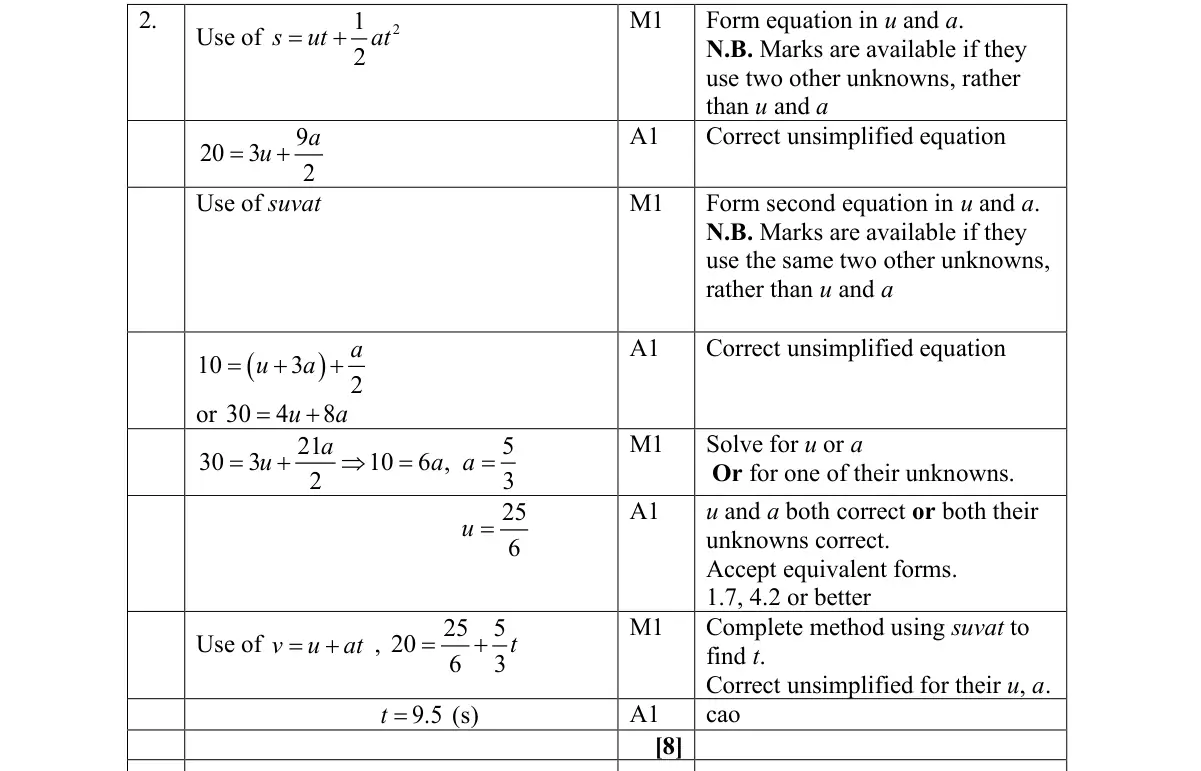 2. Use of s = ut + 1/2 at² M1 Form equation in u and a.
N.B. Marks are available if they
use two other unknowns, rather
than u and a
20 = 3u + 9a/2 A1 Correct unsimplified equation
Use of suvat M1 Form second equation in u and a.
N.B. Marks are available if they
use the same two other unknowns,
rather than u and a
10 = (u + 3a) + a/2 A1 Correct unsimplified equation
or 30 = 4u + 8a
30 = 3u + 21a/2 ⇒ 10 = 6a, a = 5/3 M1 Solve for u or a
Or for one of their unknowns.
u = 25/6 A1 u and a both correct or both their
unknowns correct.
Accept equivalent forms.
1.7, 4.2 or better
Use of v = u + at , 20 = 25/6 + 5/3 t M1 Complete method using suvat to
find t.
Correct unsimplified for their u, a.
t = 9.5 (s) A1 cao
[8]